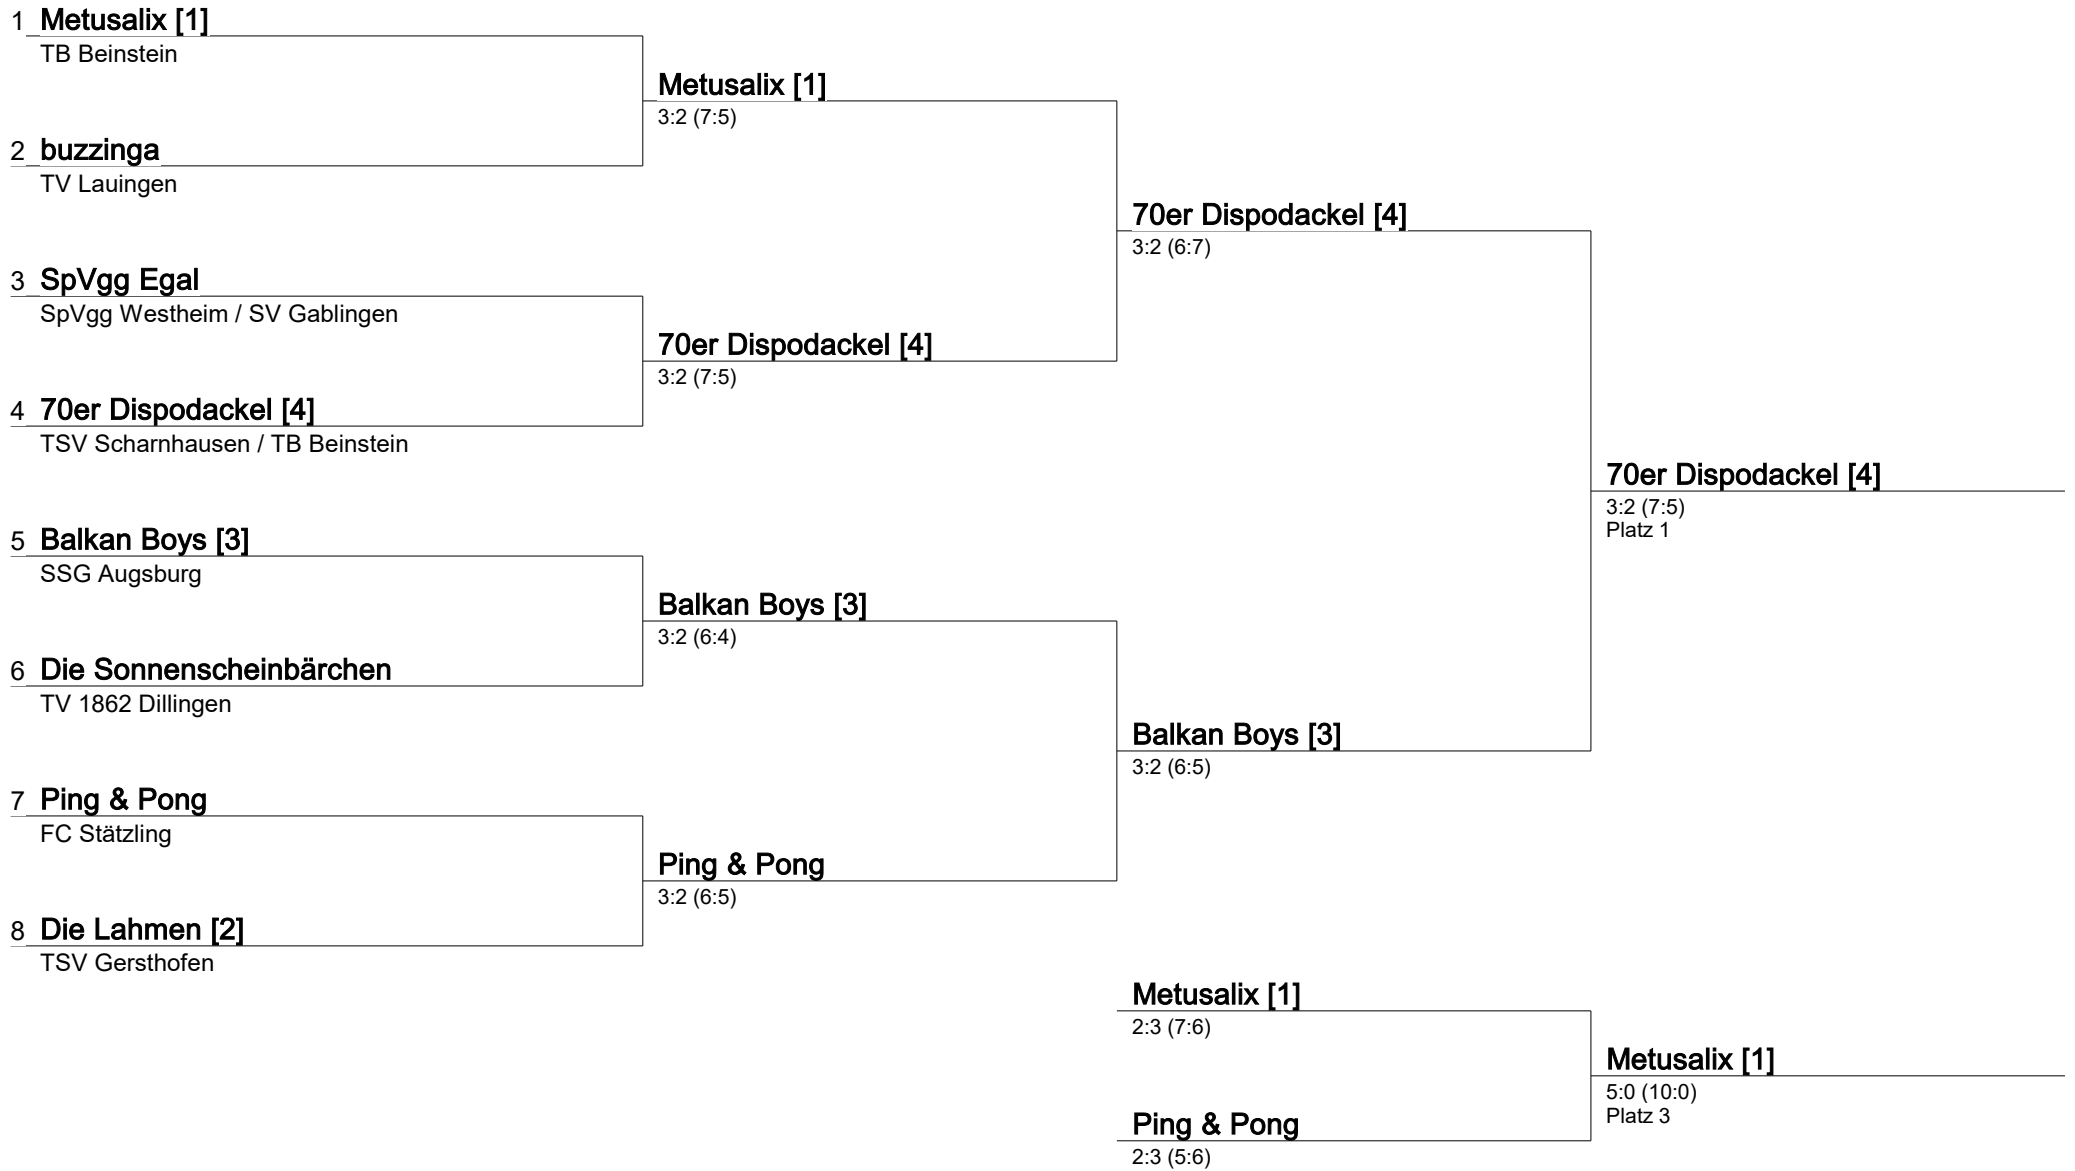 1 Metusalix [1]
TB Beinstein
Metusalix [1]
3:2 (7:5)
2 buzzinga
TV Lauingen
70er Dispodackel [4]
3:2 (6:7)
3 SpVgg Egal
SpVgg Westheim / SV Gablingen
70er Dispodackel [4]
3:2 (7:5)
4 70er Dispodackel [4]
TSV Scharnhausen / TB Beinstein
70er Dispodackel [4]
3:2 (7:5)
Platz 1
5 Balkan Boys [3]
SSG Augsburg
Balkan Boys [3]
3:2 (6:4)
6 Die Sonnenscheinbärchen
TV 1862 Dillingen
Balkan Boys [3]
3:2 (6:5)
7 Ping & Pong
FC Stätzling
Ping & Pong
3:2 (6:5)
8 Die Lahmen [2]
TSV Gersthofen
Metusalix [1]
2:3 (7:6)
Metusalix [1]
5:0 (10:0)
Platz 3
Ping & Pong
2:3 (5:6)